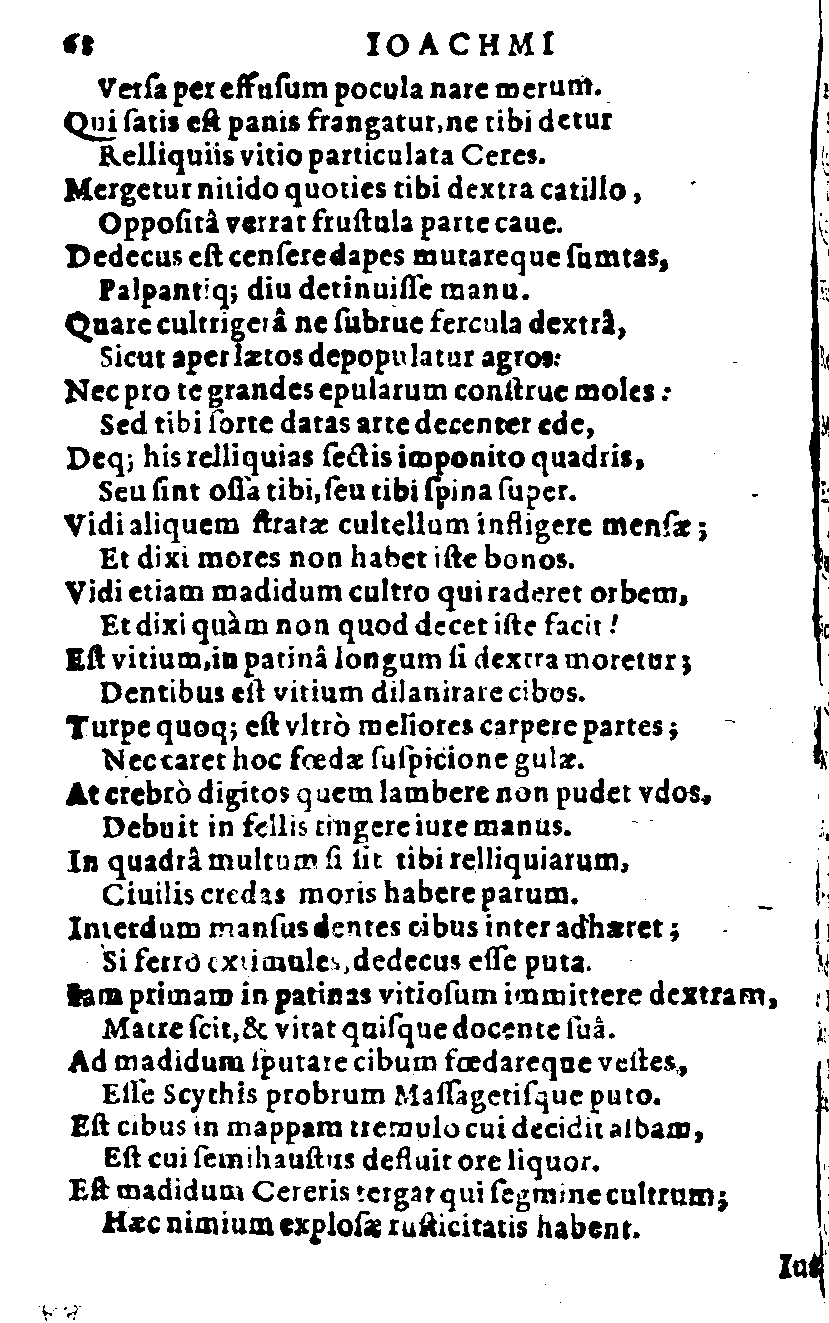 68 IOACHMI
Verſa per effuſum pocula nare merum.
Qui ſatis eſt panis frangatur, ne tibi detur
Relliquiis vitio particulata Ceres.
Mergetur nitido quoties tibi dextra catillo,
Oppoſitâ verrat fruſtula parte caue.
Dedecus eſt cenſere dapes mutareque ſumtas,
Palpantiq; diu detinuiſſe manu.
Quare cultrigerâ ne ſubrue fercula dextrâ,
Sicut aper lætos depopulatur agros:
Nec pro te grandes epularum conſtrue moles:
Sed tibi ſorte datas arte decenter ede,
Deq; his relliquias ſectis imponito quadris,
Seu ſint oſſa tibi, ſeu tibi ſpina ſuper.
Vidi aliquem ſtratæ cultellum infligere menſæ;
Et dixi mores non habet iſte bonos.
Vidi etiam madidum cultro qui raderet orbem,
Et dixi quàm non quod decet iſte facit!
Eſt vitium, in patinâ longum ſi dextra moretur;
Dentibus eſt vitium dilanirare cibos.
Turpe quoq; eſt vltrò meliores carpere partes;
Nec caret hoc fœdæ ſuſpicione gulæ.
At crebrò digitos quem lambere non pudet vdos,
Debuit in fellis tingere iure manus.
In quadrâ multum ſi ſit tibi relliquiarum,
Ciuilis credas moris habere parum.
Interdum manſus dentes cibus inter adhæret;
Si ferro eximules, dedecus eſſe puta.
Iam primam in patinas vitioſum immittere dextram,
Matre ſcit, & vitat quiſque docente ſuâ.
Ad madidum ſputare cibum fœdareque veſtes,
Eſſe Scythis probrum Maſſagetiſque puto.
Eſt cibus in mappam tremulo cui decidit albam,
Eſt cui ſemihauſtus defluit ore liquor.
Eſt madidum Cereris tergat qui ſegmine cultrum;
Hæc nimium exploſæ ruſticitatis habent.